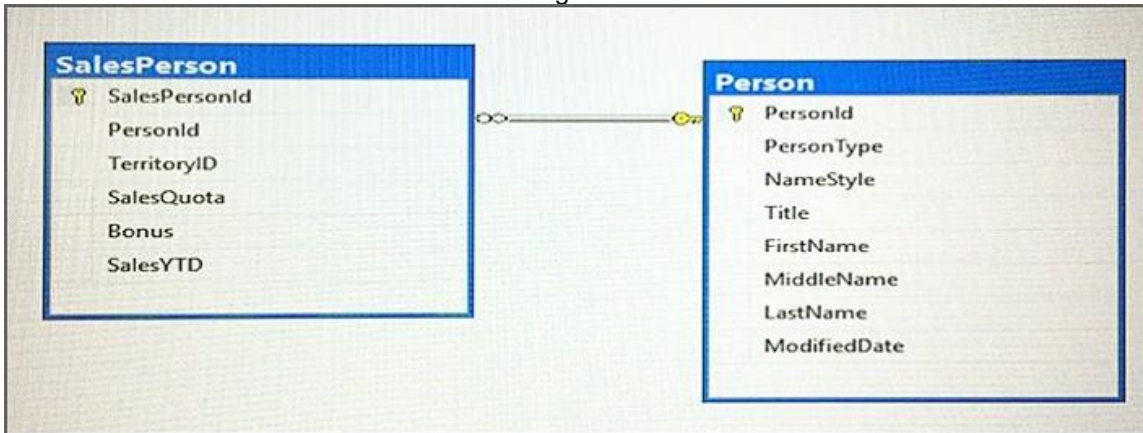 SalesPerson
SalesPersonId
PersonId
TerritoryID
SalesQuota
Bonus
SalesYTD
Person
PersonId
PersonType
NameStyle
Title
FirstName
MiddleName
LastName
ModifiedDate